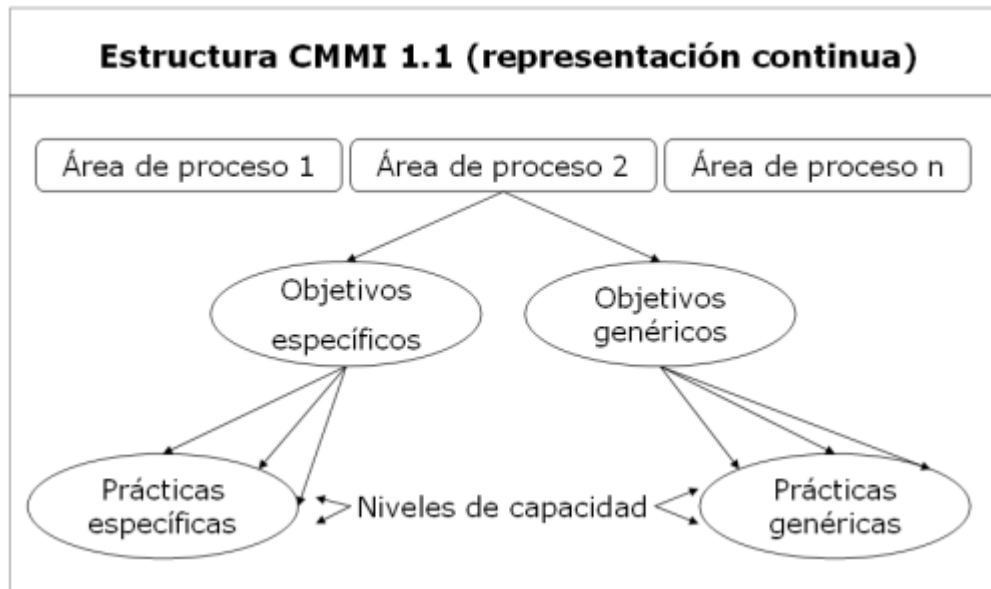 Estructura CMMI 1.1 (representación continua)
Área de proceso 1
Área de proceso 2
Área de proceso n
Objetivos
específicos
Objetivos
genéricos
Prácticas
específicas
Niveles de capacidad
Prácticas
genéricas